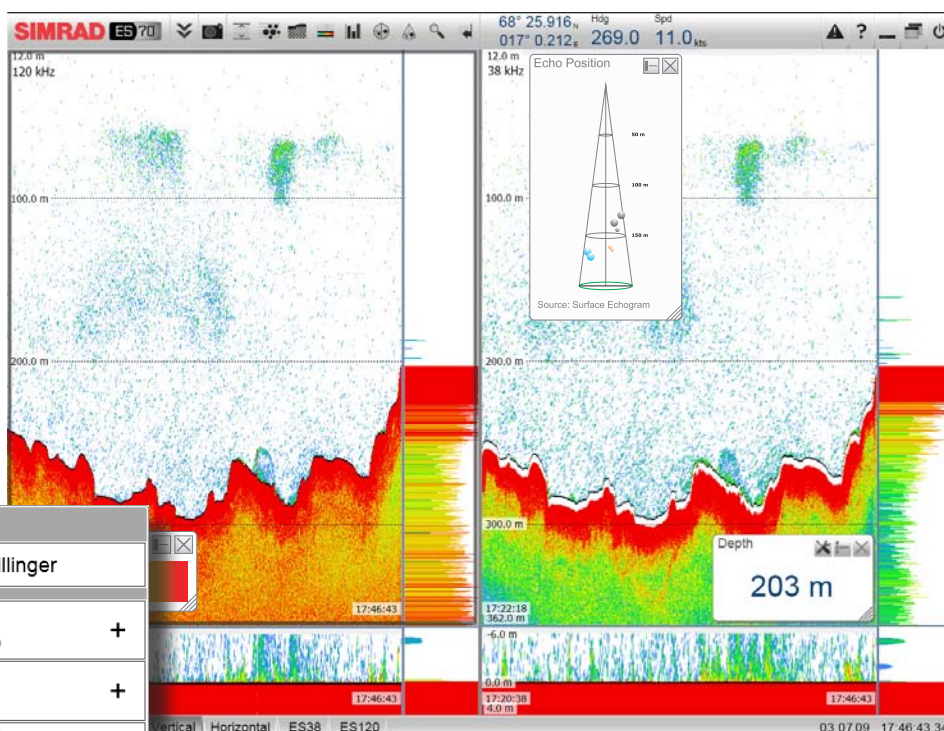 SIMRAD ES70
68° 25.916 N Hdg Spd
017° 0.212 E 269.0 11.0 kts
?
12.0 m
120 kHz
12.0 m
38 kHz
Echo Position
50 m
100 m
150 m
Source: Surface Echogram
100.0 m
100.0 m
200.0 m
200.0 m
300.0 m
Depth
203 m
illinger
+
+
17:46:43
17:22:18
362.0 m
-6.0 m
0.0 m
17:46:43
17:20:38
4.0 m
17:46:43
Vertical Horizontal ES38 ES120
03.07.09 17:46:43.34